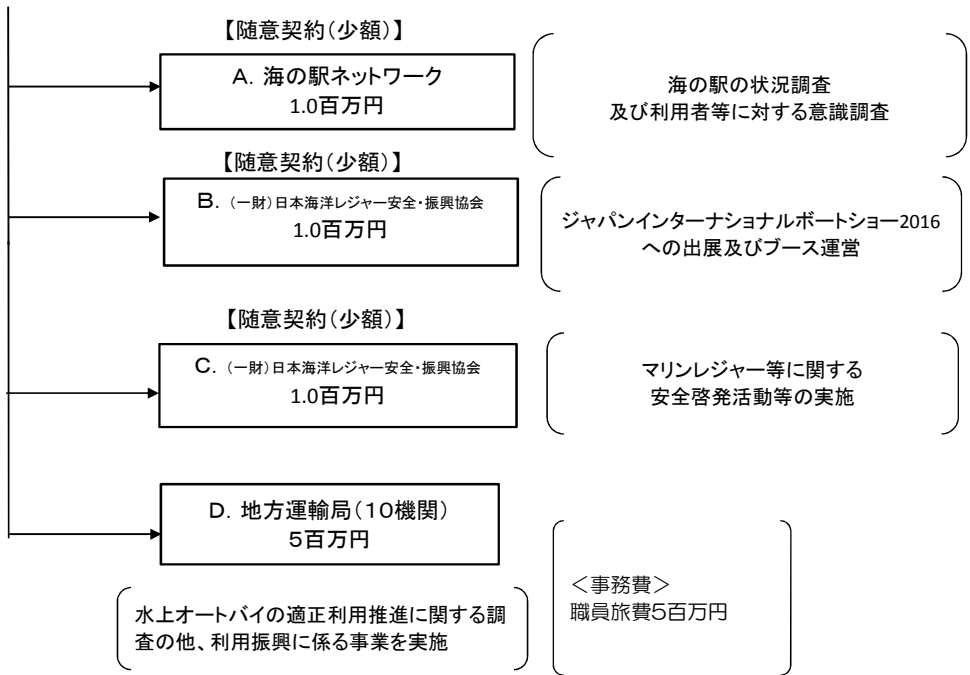 【随意契約（少額）】
A．海の駅ネットワーク
1.0百万円
海の駅の状況調査
及び利用者等に対する意識調査
【随意契約（少額）】
B．（一財）日本海洋レジャー安全・振興協会
1.0百万円
ジャパンインターナショナルボートショー2016
への出展及びブース運営
【随意契約（少額）】
C．（一財）日本海洋レジャー安全・振興協会
1.0百万円
マリンレジャー等に関する
安全啓発活動等の実施
D．地方運輸局（１０機関）
５百万円
水上オートバイの適正利用推進に関する調
査の他、利用振興に係る事業を実施
＜事務費＞
職員旅費5百万円